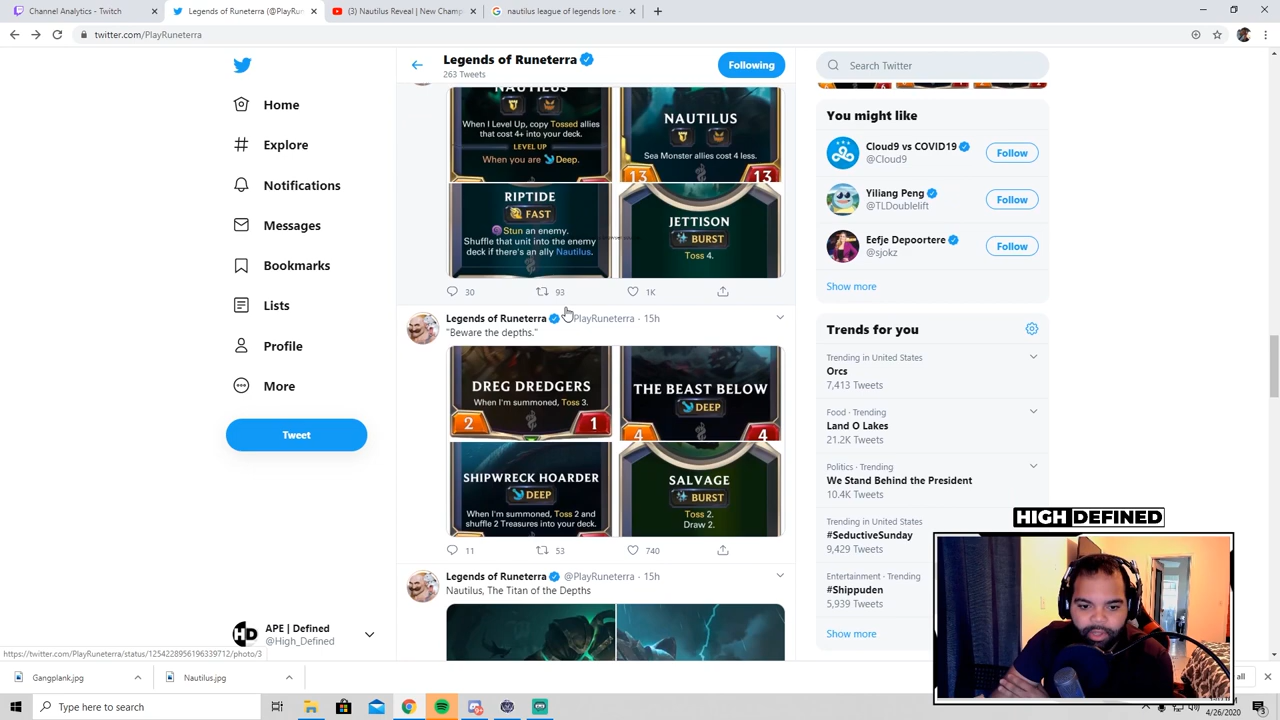 Channel Analytics - Twitch
Legends of Runeterra (@PlayRun
(3) Nautilus Reveal | New Champ
nautilus league of legends lore -
twitter.com/PlayRuneterra
Home
Explore
Notifications
Messages
Bookmarks
Lists
Profile
More
Tweet
APE | Defined
@High_Defined
Legends of Runeterra
263 Tweets
Following
NAUTILUS
When I Level Up, copy Tossed allies
that cost 4+ into your deck.
LEVEL UP
When you are Deep.
NAUTILUS
Sea Monster allies cost 4 less.
13
13
RIPTIDE
FAST
Stun an enemy.
Shuffle that unit into the enemy
deck if there's an ally Nautilus.
JETTISON
BURST
Toss 4.
30
93
1K
Legends of Runeterra @PlayRuneterra · 15h
"Beware the depths."
DREG DREDGERS
When I'm summoned, Toss 3.
2
1
THE BEAST BELOW
DEEP
4
4
SHIPWRECK HOARDER
DEEP
When I'm summoned, Toss 2 and
shuffle 2 Treasures into your deck.
SALVAGE
BURST
Toss 2.
Draw 2.
11
53
740
Legends of Runeterra @PlayRuneterra · 15h
Nautilus, The Titan of the Depths
Search Twitter
You might like
Cloud9 vs COVID19
@Cloud9
Follow
Yiliang Peng
@TLDoublelift
Follow
Eefje Depoortere
@sjokz
Follow
Show more
Trends for you
Trending in United States
Orcs
7,413 Tweets
Food · Trending
Land O Lakes
21.2K Tweets
Politics · Trending
We Stand Behind the President
10.4K Tweets
Trending in United States
#SeductiveSunday
9,429 Tweets
Entertainment · Trending
#Shippuden
5,939 Tweets
Show more
HIGH DEFINED
https://twitter.com/PlayRuneterra/status/1254228956196339712/photo/3
Gangplank.jpg
Nautilus.jpg
all
Type here to search
4/26/2020
3